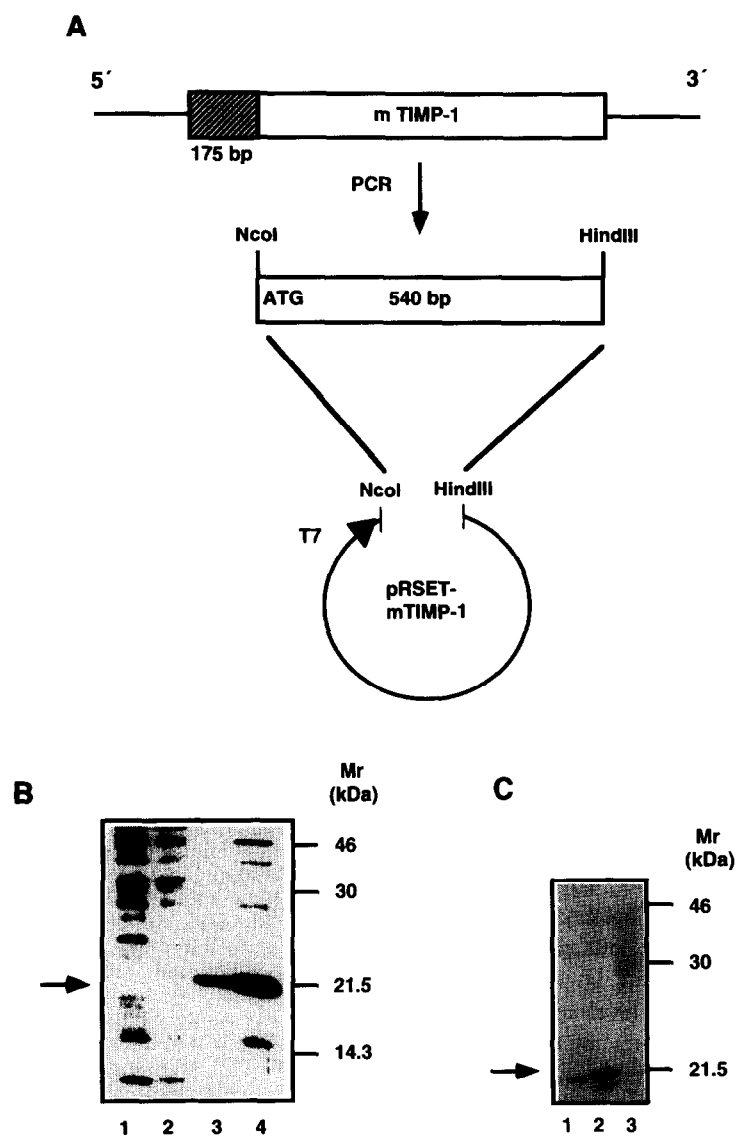 A
5´ 3´
m TIMP-1
175 bp
PCR
NcoI HindIII
ATG 540 bp
NcoI HindIII
T7
pRSET-
mTIMP-1
B
Mr
(kDa)
46
30
21.5
14.3
1 2 3 4
C
Mr
(kDa)
46
30
21.5
1 2 3